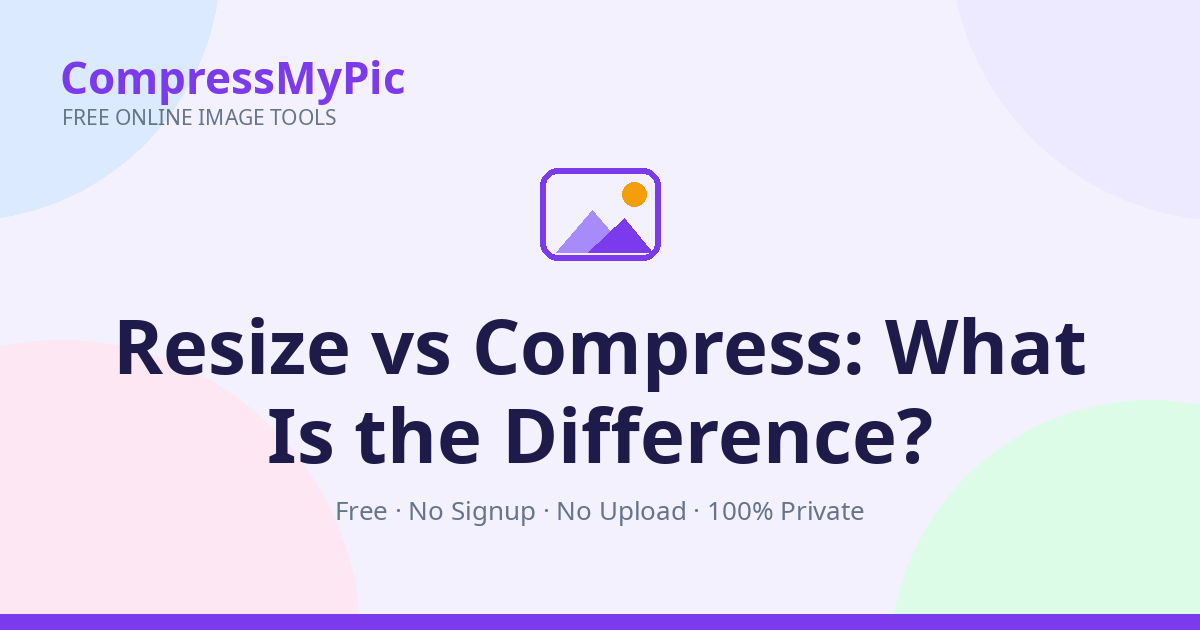 CompressMyPic
FREE ONLINE IMAGE TOOLS
Resize vs Compress: What
Is the Difference?
Free · No Signup · No Upload · 100% Private